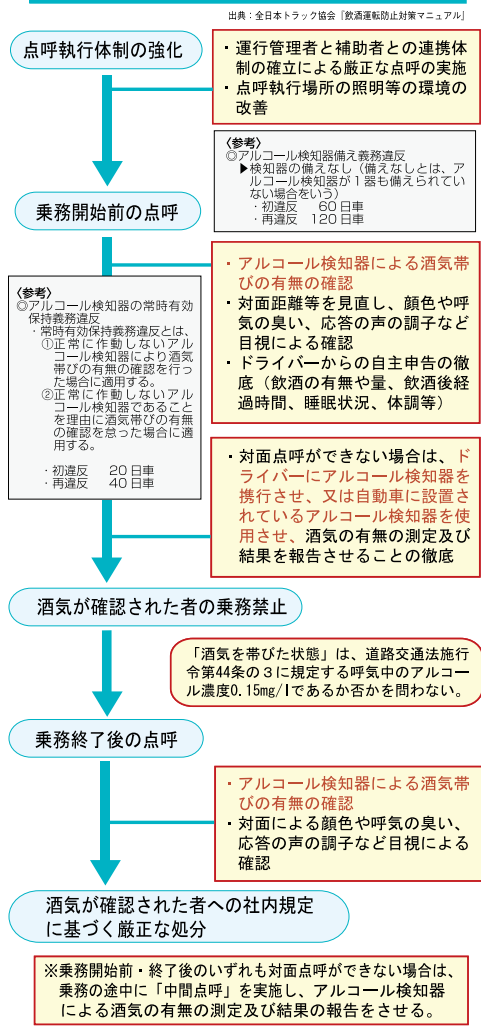 出典：全日本トラック協会『飲酒運転防止対策マニュアル』
点呼執行体制の強化
・運行管理者と補助者との連携体
制の確立による厳正な点呼の実施
・点呼執行場所の照明等の環境の
改善
〈参考〉
◎アルコール検知器備え義務違反
▶検知器の備えなし（備えなしとは、ア
ルコール検知器が１器も備えられてい
ない場合をいう）
・初違反　60日車
・再違反　120日車
乗務開始前の点呼
・アルコール検知器による酒気帯
びの有無の確認
・対面距離等を見直し、顔色や呼
気の臭い、応答の声の調子など
目視による確認
・ドライバーからの自主申告の徹
底（飲酒の有無や量、飲酒後経
過時間、睡眠状況、体調等）
〈参考〉
◎アルコール検知器の常時有効
保持義務違反
・常時有効保持義務違反とは、
①正常に作動しないアル
コール検知器により酒気
帯びの有無の確認を行っ
た場合に適用する。
②正常に作動しないアル
コール検知器であること
を理由に酒気帯びの有無
の確認を怠った場合に適
用する。
・初違反　20日車
・再違反　40日車
・対面点呼ができない場合は、ド
ライバーにアルコール検知器を
携行させ、又は自動車に設置さ
れているアルコール検知器を使
用させ、酒気の有無の測定及び
結果を報告させることの徹底
酒気が確認された者の乗務禁止
「酒気を帯びた状態」は、道路交通法施行
令第44条の３に規定する呼気中のアルコー
ル濃度0.15mg/lであるか否かを問わない。
乗務終了後の点呼
・アルコール検知器による酒気帯
びの有無の確認
・対面による顔色や呼気の臭い、
応答の声の調子など目視による
確認
酒気が確認された者への社内規定
に基づく厳正な処分
※乗務開始前・終了後のいずれも対面点呼ができない場合は、
乗務の途中に「中間点呼」を実施し、アルコール検知器
による酒気の有無の測定及び結果の報告をさせる。